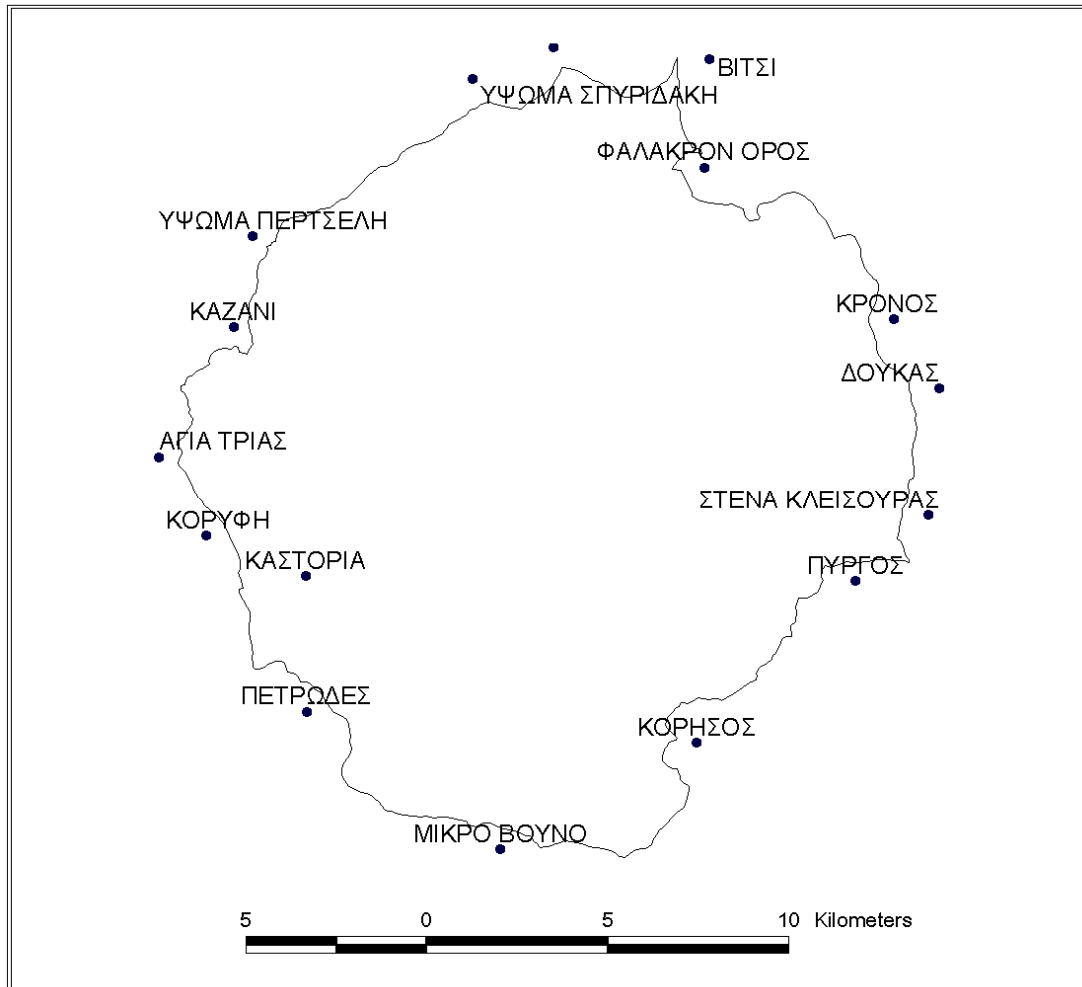 ΒΙΤΣΙ
ΥΨΩΜΑ ΣΠΥΡΙΔΑΚΗ
ΦΑΛΑΚΡΟΝ ΟΡΟΣ
ΥΨΩΜΑ ΠΕΡΤΣΕΛΗ
ΚΑΖΑΝΙ
ΚΡΟΝΟΣ
ΔΟΥΚΑΣ
ΑΓΙΑ ΤΡΙΑΣ
ΣΤΕΝΑ ΚΛΕΙΣΟΥΡΑΣ
ΚΟΡΥΦΗ
ΚΑΣΤΟΡΙΑ
ΠΥΡΓΟΣ
ΠΕΤΡΩΔΕΣ
ΚΟΡΗΣΟΣ
ΜΙΚΡΟ ΒΟΥΝΟ
5 0 5 10 Kilometers